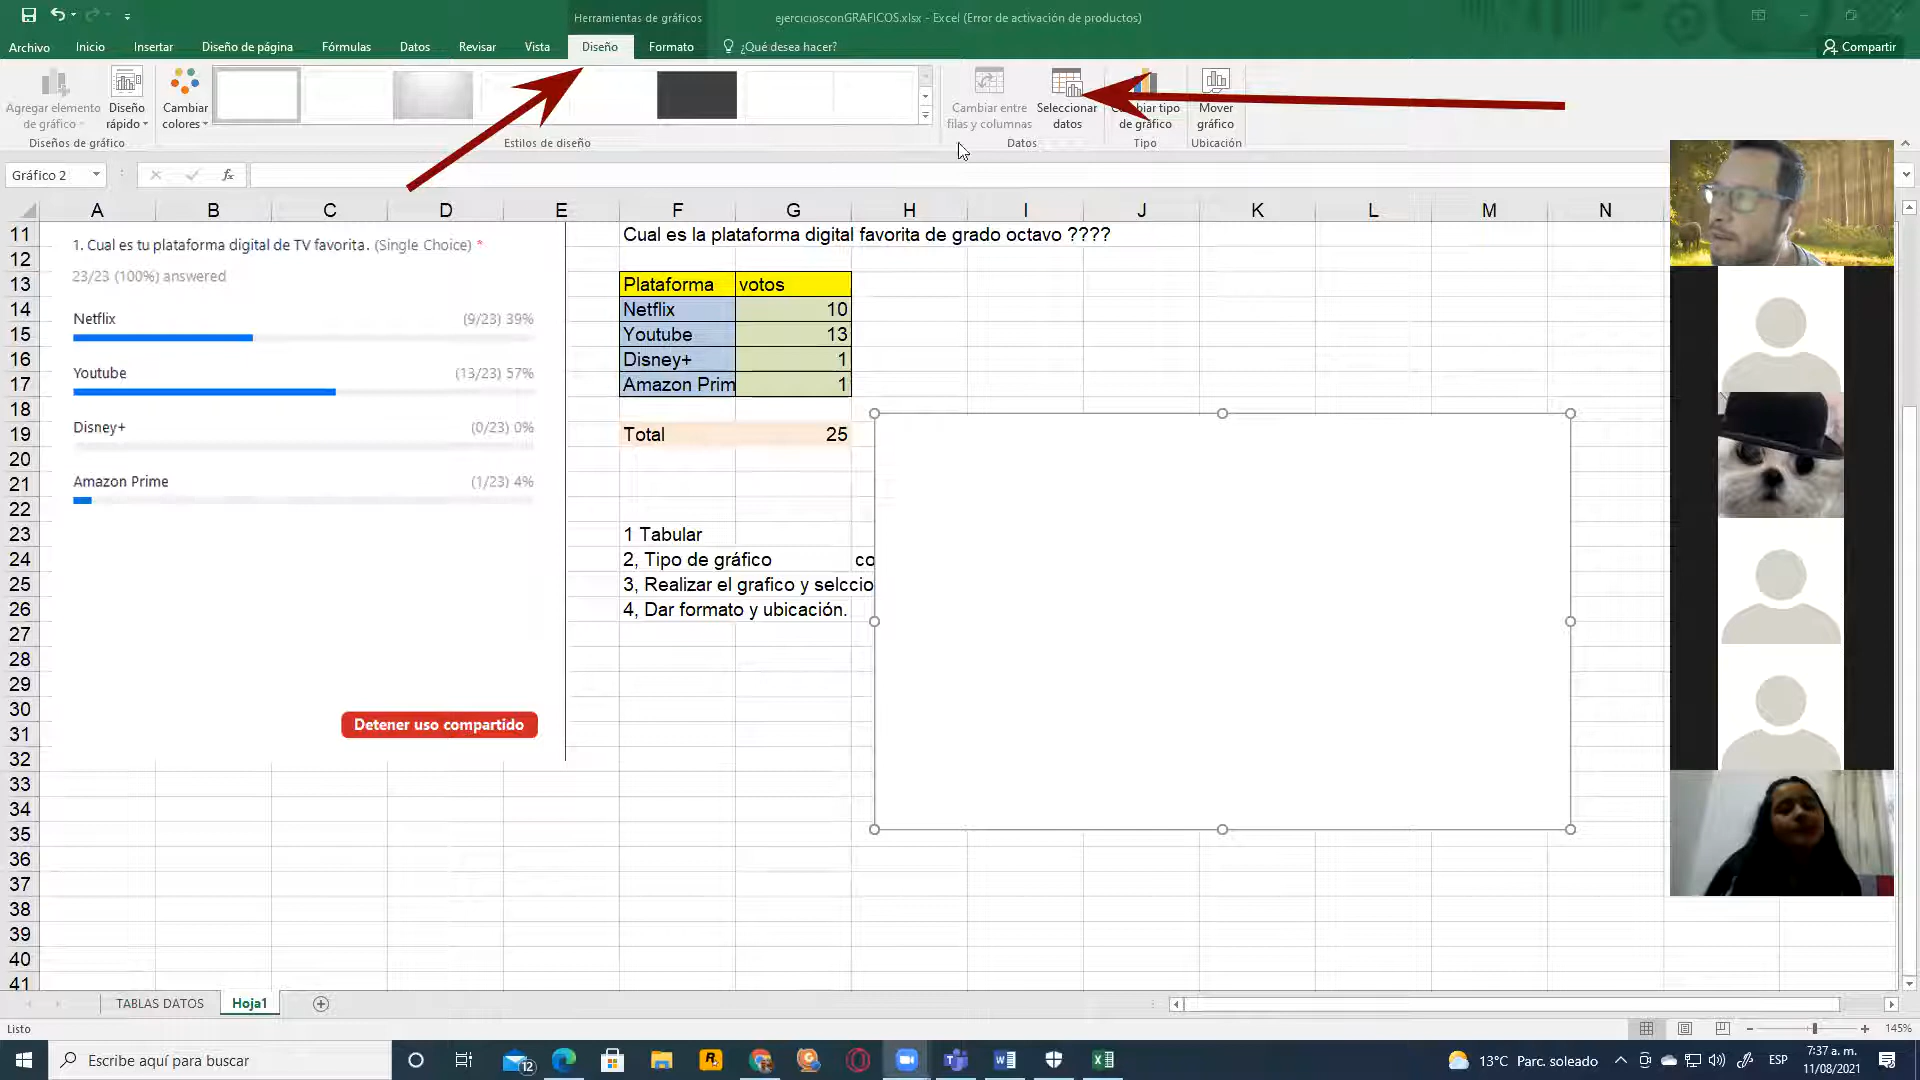 Herramientas de gráficos
ejerciciosconGRAFICOS.xlsx - Excel (Error de activación de productos)
Archivo
Inicio
Insertar
Diseño de página
Fórmulas
Datos
Revisar
Vista
Diseño
Formato
¿Qué desea hacer?
Compartir
Agregar elemento
de gráfico
Diseño
rápido
Cambiar
colores
Cambiar entre
filas y columnas
Seleccionar
datos
Cambiar tipo
de gráfico
Mover
gráfico
Diseños de gráfico
Estilos de diseño
Datos
Tipo
Ubicación
Gráfico 2
fx
A B C D E F G H I J K L M N
11
12
13
14
15
16
17
18
19
20
21
22
23
24
25
26
27
28
29
30
31
32
33
34
35
36
37
38
39
40
41
1. Cual es tu plataforma digital de TV favorita. (Single Choice) *
23/23 (100%) answered
Netflix (9/23) 39%
Youtube (13/23) 57%
Disney+ (0/23) 0%
Amazon Prime (1/23) 4%
Detener uso compartido
Cual es la plataforma digital favorita de grado octavo ????
Plataforma votos
Netflix 10
Youtube 13
Disney+ 1
Amazon Prim 1
Total 25
1 Tabular
2, Tipo de gráfico co
3, Realizar el grafico y selccio
4, Dar formato y ubicación.
TABLAS DATOS
Hoja1
Listo
145%
Escribe aquí para buscar
12
13°C Parc. soleado
ESP
7:37 a. m.
11/08/2021